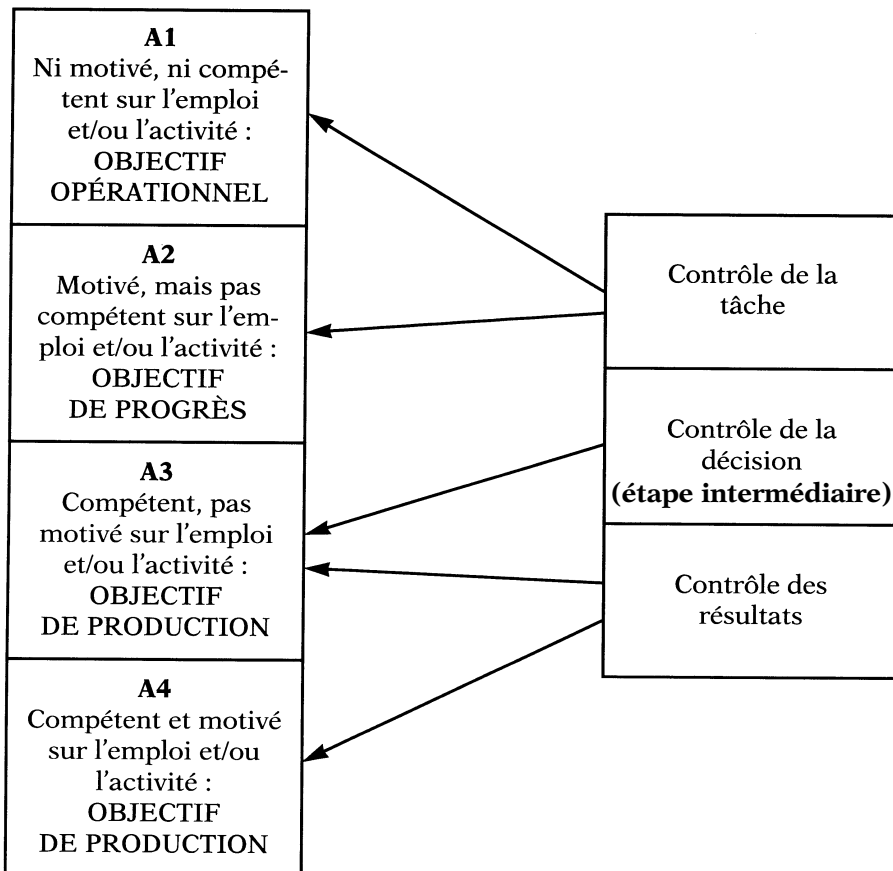 A1
Ni motivé, ni compé-
tent sur l'emploi
et/ou l'activité :
OBJECTIF
OPÉRATIONNEL
A2
Motivé, mais pas
compétent sur l'em-
ploi et/ou l'activité :
OBJECTIF
DE PROGRÈS
A3
Compétent, pas
motivé sur l'emploi
et/ou l'activité :
OBJECTIF
DE PRODUCTION
A4
Compétent et motivé
sur l'emploi et/ou
l'activité :
OBJECTIF
DE PRODUCTION
Contrôle de la
tâche
Contrôle de la
décision
(étape intermédiaire)
Contrôle des
résultats